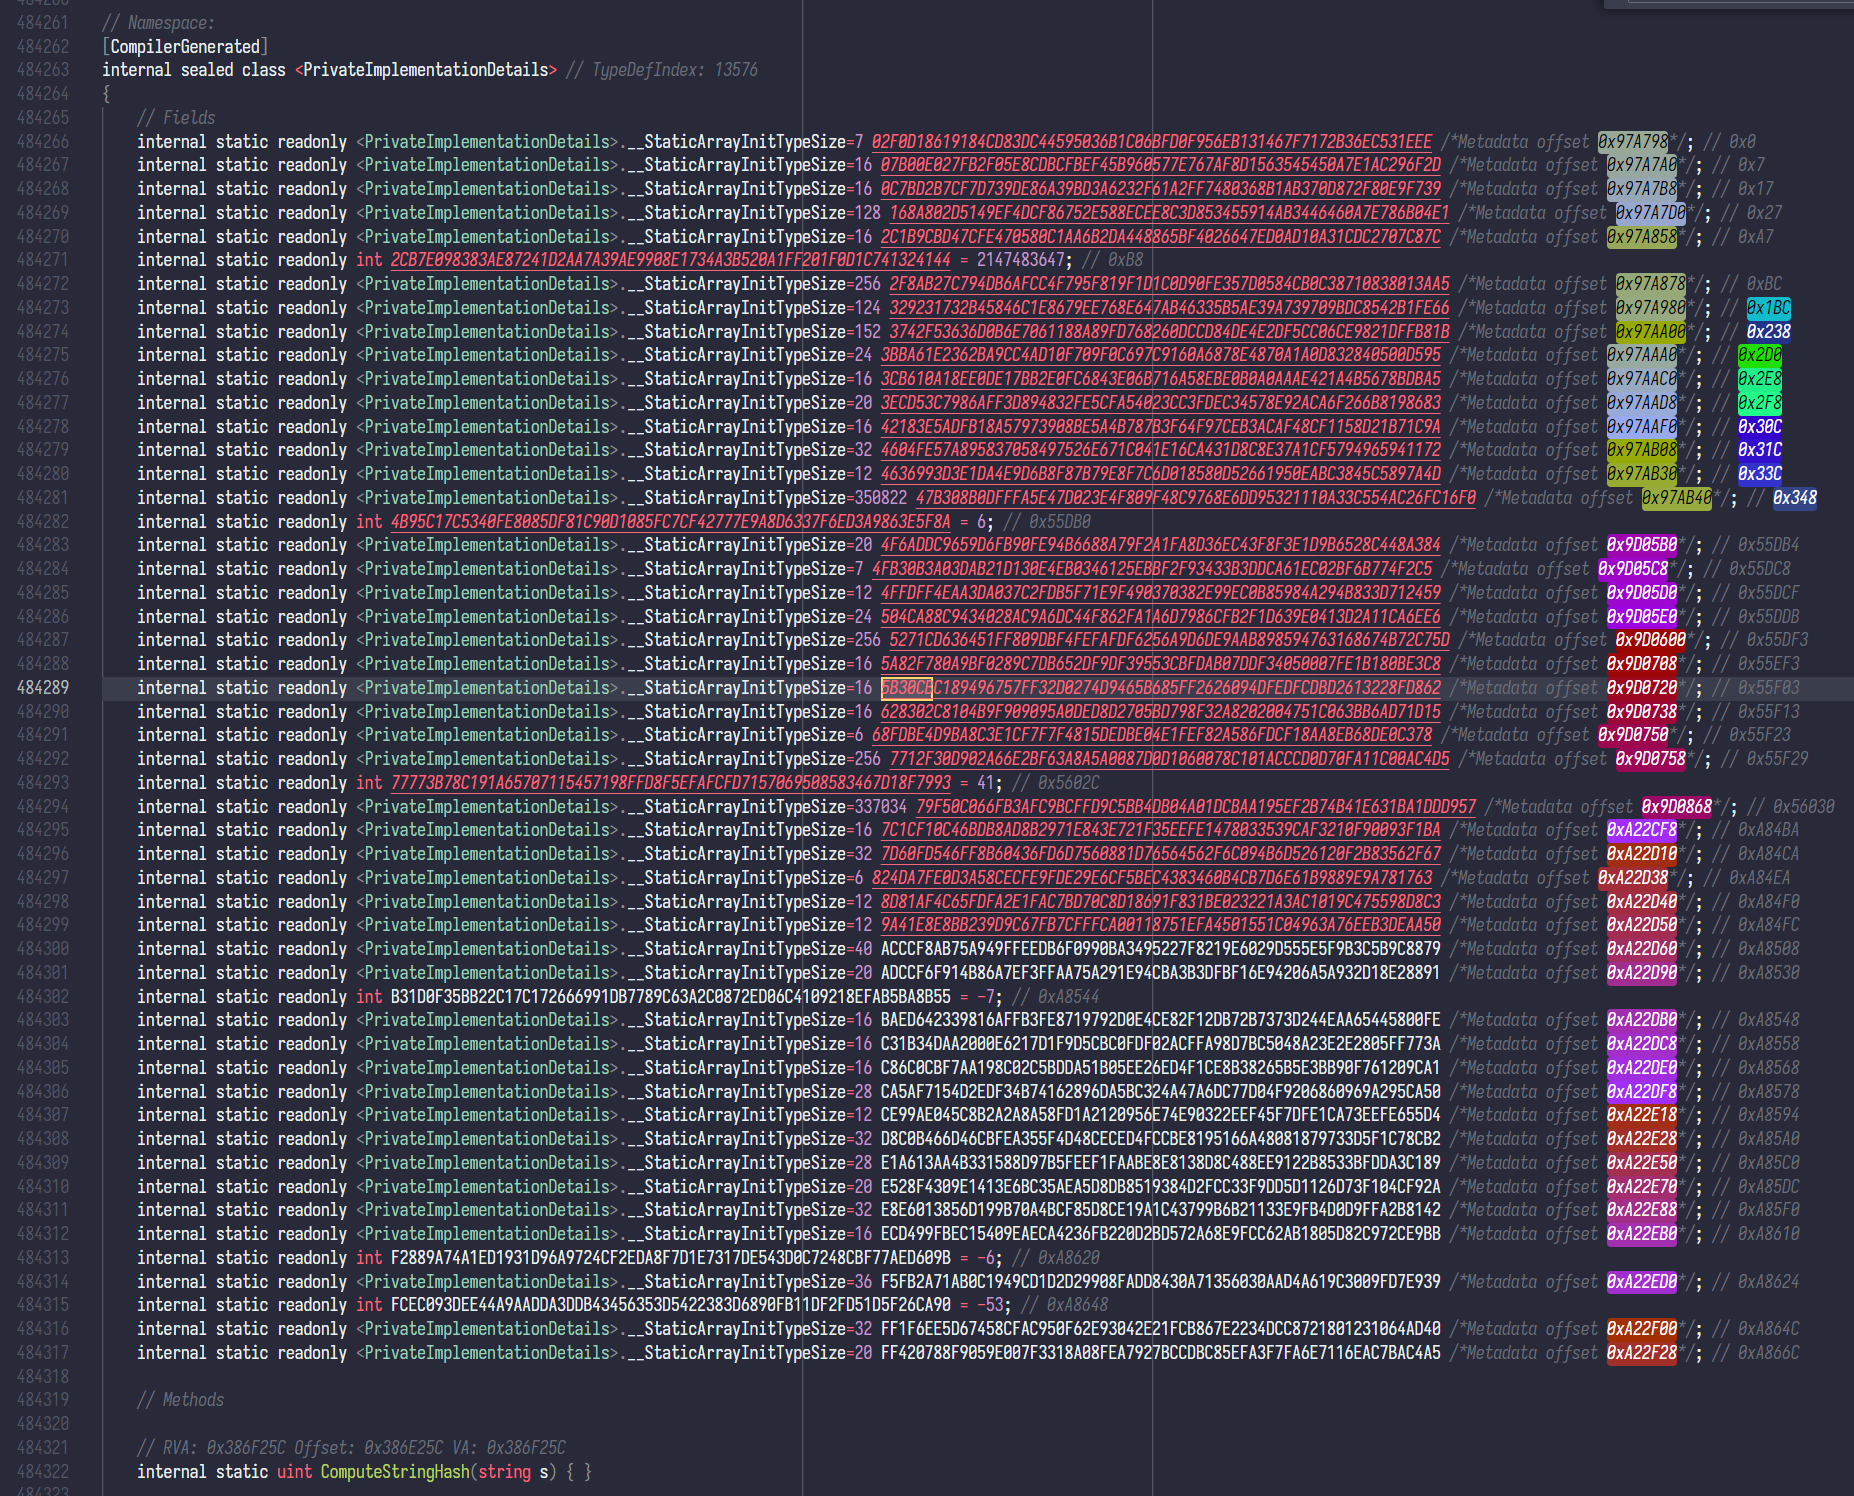 484261 // Namespace:
484262 [CompilerGenerated]
484263 internal sealed class <PrivateImplementationDetails> // TypeDefIndex: 13576
484264 {
484265 // Fields
484266 internal static readonly <PrivateImplementationDetails>.__StaticArrayInitTypeSize=7 02F0D18619184CD83DC44595036B1C06BFD0F956EB131467F7172B36EC531EEE /*Metadata offset 0x97A798*/; // 0x0
484267 internal static readonly <PrivateImplementationDetails>.__StaticArrayInitTypeSize=16 07B00E027FB2F05E8CDBCFBEF45B960577E767AF8D1563545450A7E1AC296F2D /*Metadata offset 0x97A7A0*/; // 0x7
484268 internal static readonly <PrivateImplementationDetails>.__StaticArrayInitTypeSize=16 0C7BD2B7CF7D739DE86A39BD3A6232F61A2FF7480368B1AB370D872F80E9F739 /*Metadata offset 0x97A7B8*/; // 0x17
484269 internal static readonly <PrivateImplementationDetails>.__StaticArrayInitTypeSize=128 168A802D5149EF4DCF86752E588ECEE8C3D853455914AB3446460A7E786B04E1 /*Metadata offset 0x97A7D0*/; // 0x27
484270 internal static readonly <PrivateImplementationDetails>.__StaticArrayInitTypeSize=16 2C1B9CBD47CFE470580C1AA6B2DA448865BF4026647ED0AD10A31CDC2707C87C /*Metadata offset 0x97A858*/; // 0xA7
484271 internal static readonly int 2CB7E098383AE87241D2AA7A39AE9908E1734A3B520A1FF201F0D1C741324144 = 2147483647; // 0xB8
484272 internal static readonly <PrivateImplementationDetails>.__StaticArrayInitTypeSize=256 2F8AB27C794DB6AFCC4F795F819F1D1C0D90FE357D0584CB0C38710838013AA5 /*Metadata offset 0x97A878*/; // 0xBC
484273 internal static readonly <PrivateImplementationDetails>.__StaticArrayInitTypeSize=124 329231732B45846C1E8679EE768E647AB46335B5AE39A739709BDC8542B1FE66 /*Metadata offset 0x97A980*/; // 0x1BC
484274 internal static readonly <PrivateImplementationDetails>.__StaticArrayInitTypeSize=152 3742F53636D0B6E7061188A89FD768260DCCD84DE4E2DF5CC06CE9821DFFB81B /*Metadata offset 0x97AA00*/; // 0x238
484275 internal static readonly <PrivateImplementationDetails>.__StaticArrayInitTypeSize=24 3BBA61E2362BA9CC4AD10F709F0C697C9160A6878E4870A1A0D832840500D595 /*Metadata offset 0x97AAA0*/; // 0x2D0
484276 internal static readonly <PrivateImplementationDetails>.__StaticArrayInitTypeSize=16 3CB610A18EE0DE17BB2E0FC6843E06B716A58EBE0B0A0AAAE421A4B5678BDBA5 /*Metadata offset 0x97AAC0*/; // 0x2E8
484277 internal static readonly <PrivateImplementationDetails>.__StaticArrayInitTypeSize=20 3ECD53C7986AFF3D894832FE5CFA54023CC3FDEC34578E92ACA6F266B8198683 /*Metadata offset 0x97AAD8*/; // 0x2F8
484278 internal static readonly <PrivateImplementationDetails>.__StaticArrayInitTypeSize=16 42183E5ADFB18A57973908BE5A4B787B3F64F97CEB3ACAF48CF1158D21B71C9A /*Metadata offset 0x97AAF0*/; // 0x30C
484279 internal static readonly <PrivateImplementationDetails>.__StaticArrayInitTypeSize=32 4604FE57A895837058497526E671C041E16CA431D8C8E37A1CF5794965941172 /*Metadata offset 0x97AB08*/; // 0x31C
484280 internal static readonly <PrivateImplementationDetails>.__StaticArrayInitTypeSize=12 4636993D3E1DA4E9D6B8F87B79E8F7C6D018580D52661950EABC3845C5897A4D /*Metadata offset 0x97AB30*/; // 0x33C
484281 internal static readonly <PrivateImplementationDetails>.__StaticArrayInitTypeSize=350822 47B308B0DFFFA5E47D023E4F809F48C9768E6DD95321110A33C554AC26FC16F0 /*Metadata offset 0x97AB40*/; // 0x348
484282 internal static readonly int 4B95C17C5340FE8085DF81C90D1085FC7CF42777E9A8D6337F6ED3A9863E5F8A = 6; // 0x55DB0
484283 internal static readonly <PrivateImplementationDetails>.__StaticArrayInitTypeSize=20 4F6ADDC9659D6FB90FE94B6688A79F2A1FA8D36EC43F8F3E1D9B6528C448A384 /*Metadata offset 0x9D05B0*/; // 0x55DB4
484284 internal static readonly <PrivateImplementationDetails>.__StaticArrayInitTypeSize=7 4FB30B3A03DAB21D130E4EB0346125EBBF2F93433B3DDCA61EC02BF6B774F2C5 /*Metadata offset 0x9D05C8*/; // 0x55DC8
484285 internal static readonly <PrivateImplementationDetails>.__StaticArrayInitTypeSize=12 4FFDFF4EAA3DA037C2FDB5F71E9F490370382E99EC0B85984A294B833D712459 /*Metadata offset 0x9D05D0*/; // 0x55DCF
484286 internal static readonly <PrivateImplementationDetails>.__StaticArrayInitTypeSize=24 504CA88C9434028AC9A6DC44F862FA1A6D7986CFB2F1D639E0413D2A11CA6EE6 /*Metadata offset 0x9D05E0*/; // 0x55DDB
484287 internal static readonly <PrivateImplementationDetails>.__StaticArrayInitTypeSize=256 5271CD636451FF809DBF4FEFAFDF6256A9D6DE9AAB898594763168674B72C75D /*Metadata offset 0x9D0600*/; // 0x55DF3
484288 internal static readonly <PrivateImplementationDetails>.__StaticArrayInitTypeSize=16 5A82F780A9BF0289C7DB652DF9DF39553CBFDAB07DDF34050007FE1B180BE3C8 /*Metadata offset 0x9D0708*/; // 0x55EF3
484289 internal static readonly <PrivateImplementationDetails>.__StaticArrayInitTypeSize=16 5B30CEC189496757FF32D0274D9465B685FF2626094DFEDFCDBD2613228FD862 /*Metadata offset 0x9D0720*/; // 0x55F03
484290 internal static readonly <PrivateImplementationDetails>.__StaticArrayInitTypeSize=16 628302C8104B9F909095A0DED8D2705BD798F32A8202004751C063BB6AD71D15 /*Metadata offset 0x9D0738*/; // 0x55F13
484291 internal static readonly <PrivateImplementationDetails>.__StaticArrayInitTypeSize=6 68FDBE4D9BA8C3E1CF7F7F4815DEDBE04E1FEF82A586FDCF18AA8EB68DE0C378 /*Metadata offset 0x9D0750*/; // 0x55F23
484292 internal static readonly <PrivateImplementationDetails>.__StaticArrayInitTypeSize=256 7712F30D902A66E2BF63A8A5A0087D0D1060078C101ACCCD0D70FA11C00AC4D5 /*Metadata offset 0x9D0758*/; // 0x55F29
484293 internal static readonly int 77773B78C191A65707115457198FFD8F5EFAFCFD7157069508583467D18F7993 = 41; // 0x5602C
484294 internal static readonly <PrivateImplementationDetails>.__StaticArrayInitTypeSize=337034 79F50C066FB3AFC9BCFFD9C5BB4DB04A01DCBAA195EF2B74B41E631BA1DDD957 /*Metadata offset 0x9D0868*/; // 0x56030
484295 internal static readonly <PrivateImplementationDetails>.__StaticArrayInitTypeSize=16 7C1CF10C46BDB8AD8B2971E843E721F35EEFE1478033539CAF3210F90093F1BA /*Metadata offset 0xA22CF8*/; // 0xA84BA
484296 internal static readonly <PrivateImplementationDetails>.__StaticArrayInitTypeSize=32 7D60FD546FF8B60436FD6D7560881D76564562F6C094B6D526120F2B83562F67 /*Metadata offset 0xA22D10*/; // 0xA84CA
484297 internal static readonly <PrivateImplementationDetails>.__StaticArrayInitTypeSize=6 824DA7FE0D3A58CECFE9FDE29E6CF5BEC4383460B4CB7D6E61B9889E9A781763 /*Metadata offset 0xA22D38*/; // 0xA84EA
484298 internal static readonly <PrivateImplementationDetails>.__StaticArrayInitTypeSize=12 8D81AF4C65FDFA2E1FAC7BD70C8D18691F831BE023221A3AC1019C475598D8C3 /*Metadata offset 0xA22D40*/; // 0xA84F0
484299 internal static readonly <PrivateImplementationDetails>.__StaticArrayInitTypeSize=12 9A41E8E8BB239D9C67FB7CFFFCA00118751EFA4501551C04963A76EEB3DEAA50 /*Metadata offset 0xA22D50*/; // 0xA84FC
484300 internal static readonly <PrivateImplementationDetails>.__StaticArrayInitTypeSize=40 ACCCF8AB75A949FFEEDB6F0990BA3495227F8219E6029D555E5F9B3C5B9C8879 /*Metadata offset 0xA22D60*/; // 0xA8508
484301 internal static readonly <PrivateImplementationDetails>.__StaticArrayInitTypeSize=20 ADCCF6F914B86A7EF3FFAA75A291E94CBA3B3DFBF16E94206A5A932D18E28891 /*Metadata offset 0xA22D90*/; // 0xA8530
484302 internal static readonly int B31D0F35BB22C17C172666991DB7789C63A2C0872ED06C4109218EFAB5BA8B55 = -7; // 0xA8544
484303 internal static readonly <PrivateImplementationDetails>.__StaticArrayInitTypeSize=16 BAED642339816AFFB3FE8719792D0E4CE82F12DB72B7373D244EAA65445800FE /*Metadata offset 0xA22DB0*/; // 0xA8548
484304 internal static readonly <PrivateImplementationDetails>.__StaticArrayInitTypeSize=16 C31B34DAA2000E6217D1F9D5CBC0FDF02ACFFA98D7BC5048A23E2E2805FF773A /*Metadata offset 0xA22DC8*/; // 0xA8558
484305 internal static readonly <PrivateImplementationDetails>.__StaticArrayInitTypeSize=16 C86C0CBF7AA198C02C5BDDA51B05EE26ED4F1CE8B38265B5E3BB90F761209CA1 /*Metadata offset 0xA22DE0*/; // 0xA8568
484306 internal static readonly <PrivateImplementationDetails>.__StaticArrayInitTypeSize=28 CA5AF7154D2EDF34B74162896DA5BC324A47A6DC77D04F9206860969A295CA50 /*Metadata offset 0xA22DF8*/; // 0xA8578
484307 internal static readonly <PrivateImplementationDetails>.__StaticArrayInitTypeSize=12 CE99AE045C8B2A2A8A58FD1A2120956E74E90322EEF45F7DFE1CA73EEFE655D4 /*Metadata offset 0xA22E18*/; // 0xA8594
484308 internal static readonly <PrivateImplementationDetails>.__StaticArrayInitTypeSize=32 D8C0B466D46CBFEA355F4D48CECED4FCCBE8195166A48081879733D5F1C78CB2 /*Metadata offset 0xA22E28*/; // 0xA85A0
484309 internal static readonly <PrivateImplementationDetails>.__StaticArrayInitTypeSize=28 E1A613AA4B331588D97B5FEEF1FAABE8E8138D8C488EE9122B8533BFDDA3C189 /*Metadata offset 0xA22E50*/; // 0xA85C0
484310 internal static readonly <PrivateImplementationDetails>.__StaticArrayInitTypeSize=20 E528F4309E1413E6BC35AEA5D8DB8519384D2FCC33F9DD5D1126D73F104CF92A /*Metadata offset 0xA22E70*/; // 0xA85DC
484311 internal static readonly <PrivateImplementationDetails>.__StaticArrayInitTypeSize=32 E8E6013856D199B70A4BCF85D8CE19A1C43799B6B21133E9FB4D0D9FFA2B8142 /*Metadata offset 0xA22E88*/; // 0xA85F0
484312 internal static readonly <PrivateImplementationDetails>.__StaticArrayInitTypeSize=16 ECD499FBEC15409EAECA4236FB220D2BD572A68E9FCC62AB1805D82C972CE9BB /*Metadata offset 0xA22EB0*/; // 0xA8610
484313 internal static readonly int F2889A74A1ED1931D96A9724CF2EDA8F7D1E7317DE543D0C7248CBF77AED609B = -6; // 0xA8620
484314 internal static readonly <PrivateImplementationDetails>.__StaticArrayInitTypeSize=36 F5FB2A71AB0C1949CD1D2D29908FADD8430A71356030AAD4A619C3009FD7E939 /*Metadata offset 0xA22ED0*/; // 0xA8624
484315 internal static readonly int FCEC093DEE44A9AADDA3DDB43456353D5422383D6890FB11DF2FD51D5F26CA90 = -53; // 0xA8648
484316 internal static readonly <PrivateImplementationDetails>.__StaticArrayInitTypeSize=32 FF1F6EE5D67458CFAC950F62E93042E21FCB867E2234DCC8721801231064AD40 /*Metadata offset 0xA22F00*/; // 0xA864C
484317 internal static readonly <PrivateImplementationDetails>.__StaticArrayInitTypeSize=20 FF420788F9059E007F3318A08FEA7927BCCDBC85EFA3F7FA6E7116EAC7BAC4A5 /*Metadata offset 0xA22F28*/; // 0xA866C
484318
484319 // Methods
484320
484321 // RVA: 0x386F25C Offset: 0x386E25C VA: 0x386F25C
484322 internal static uint ComputeStringHash(string s) { }